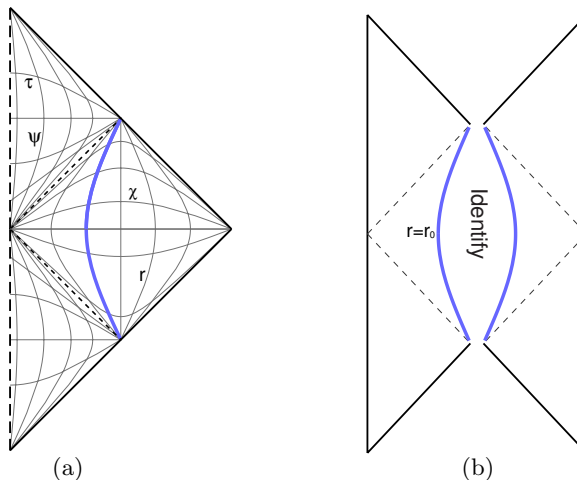 τ
ψ
χ
r
(a)
r=r₀
Identify
(b)